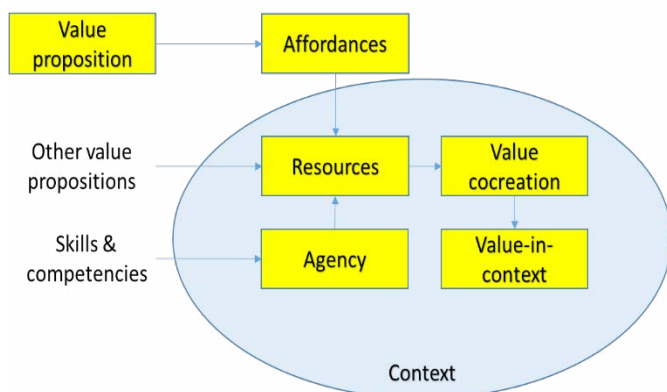 Value
proposition
Affordances
Other value
propositions
Resources
Value
cocreation
Skills &
competencies
Agency
Value-in-
context
Context